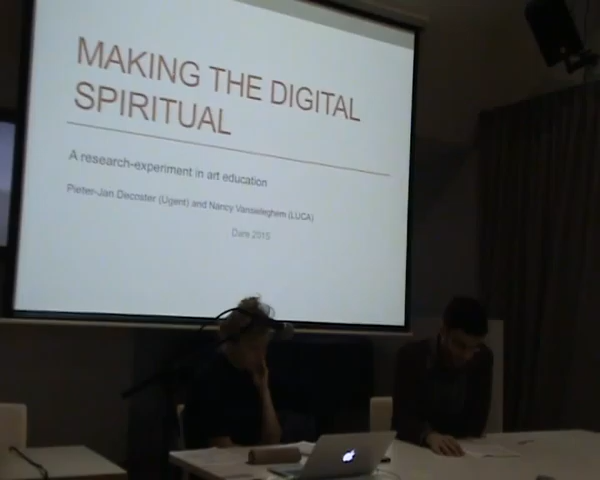 MAKING THE DIGITAL
SPIRITUAL
A research-experiment in art education
Pieter-Jan Decoster (Ugent) and Nancy Vansieleghem (LUCA)
Dare 2015